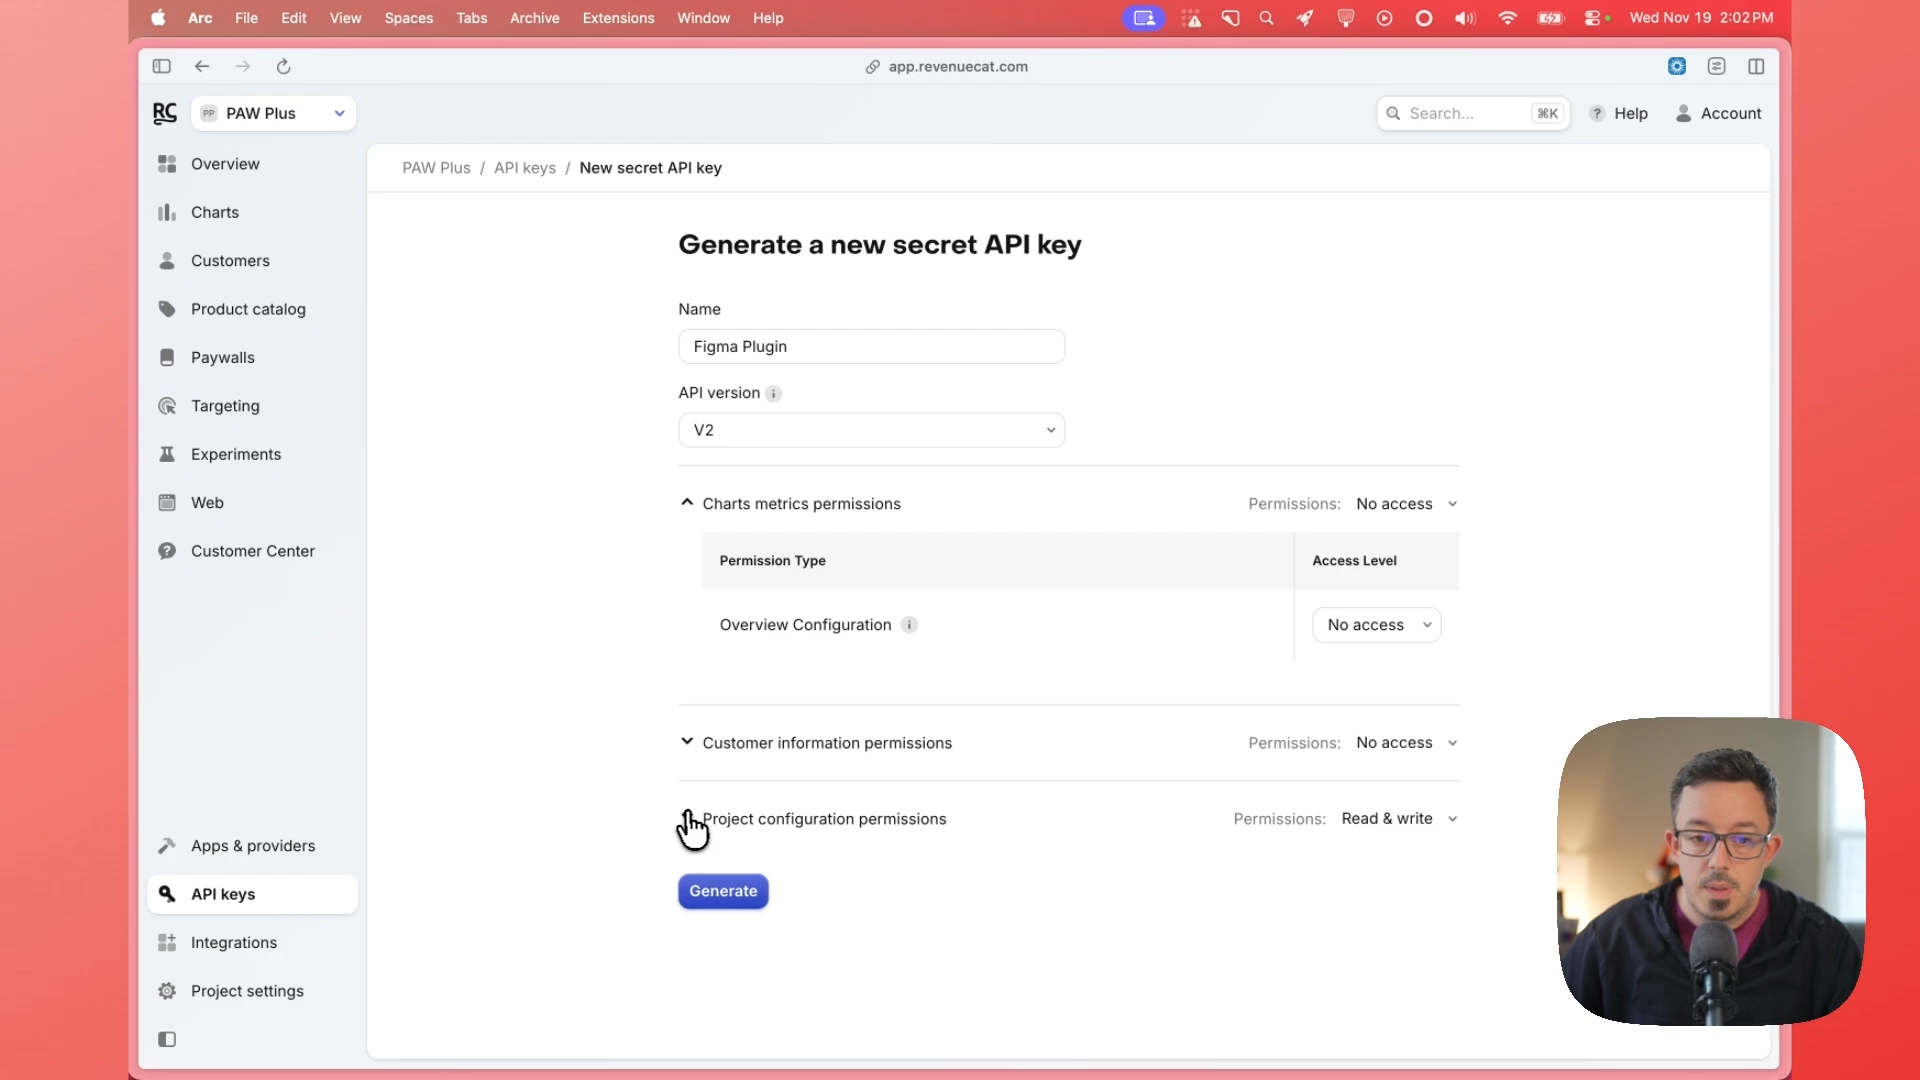 Arc File Edit View Spaces Tabs Archive Extensions Window Help Wed Nov 19 2:02 PM
app.revenuecat.com
RC PP PAW Plus Search... ⌘K ? Help Account
Overview
Charts
Customers
Product catalog
Paywalls
Targeting
Experiments
Web
Customer Center
Apps & providers
API keys
Integrations
Project settings
PAW Plus / API keys / New secret API key
Generate a new secret API key
Name
Figma Plugin
API version i
V2
Charts metrics permissions Permissions: No access
Permission Type Access Level
Overview Configuration i No access
Customer information permissions Permissions: No access
Project configuration permissions Permissions: Read & write
Generate